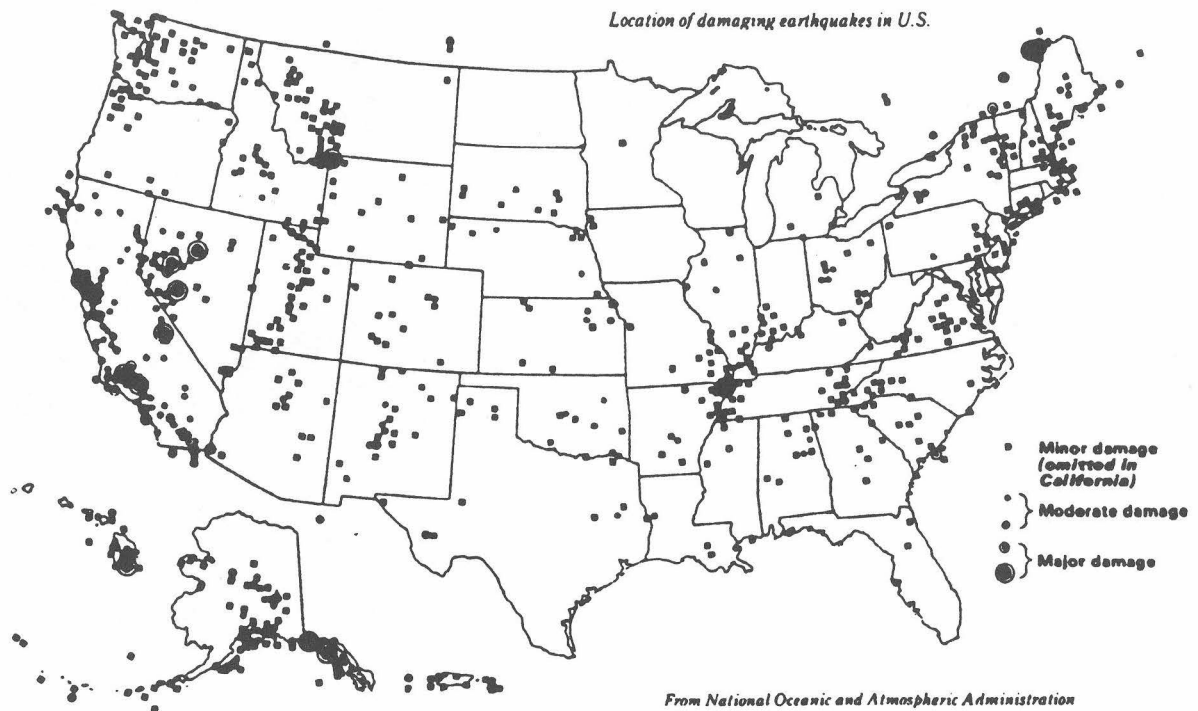 Location of damaging earthquakes in U.S.
Minor damage
(omitted in
California)
Moderate damage
Major damage
From National Oceanic and Atmospheric Administration